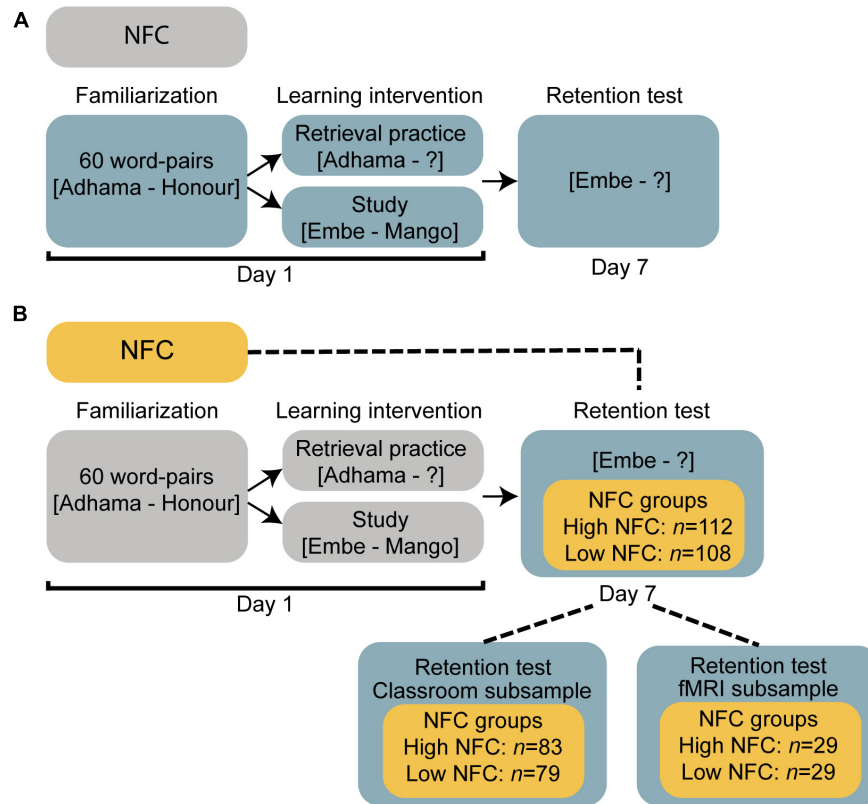 A
NFC
Familiarization
Learning intervention
Retention test
60 word-pairs
[Adhama - Honour]
Retrieval practice
[Adhama - ?]
Study
[Embe - Mango]
[Embe - ?]
Day 1
Day 7
B
NFC
Familiarization
Learning intervention
Retention test
60 word-pairs
[Adhama - Honour]
Retrieval practice
[Adhama - ?]
Study
[Embe - Mango]
[Embe - ?]
NFC groups
High NFC: n=112
Low NFC: n=108
Day 1
Day 7
Retention test
Classroom subsample
NFC groups
High NFC: n=83
Low NFC: n=79
Retention test
fMRI subsample
NFC groups
High NFC: n=29
Low NFC: n=29